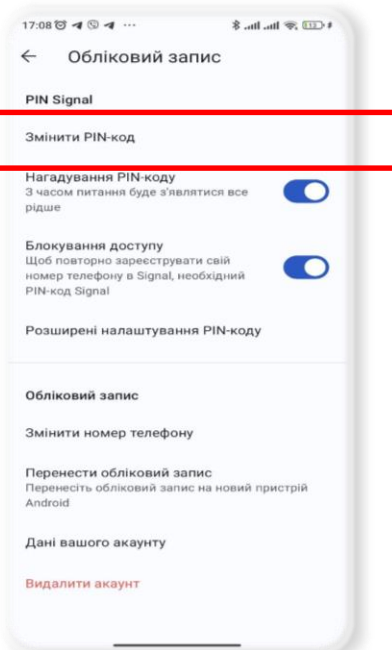 17:08
Обліковий запис
PIN Signal
Змінити PIN-код
Нагадування PIN-коду
З часом питання буде з'являтися все
рідше
Блокування доступу
Щоб повторно зареєструвати свій
номер телефону в Signal, необхідний
PIN-код Signal
Розширені налаштування PIN-коду
Обліковий запис
Змінити номер телефону
Перенести обліковий запис
Перенесіть обліковий запис на новий пристрій
Android
Дані вашого акаунту
Видалити акаунт